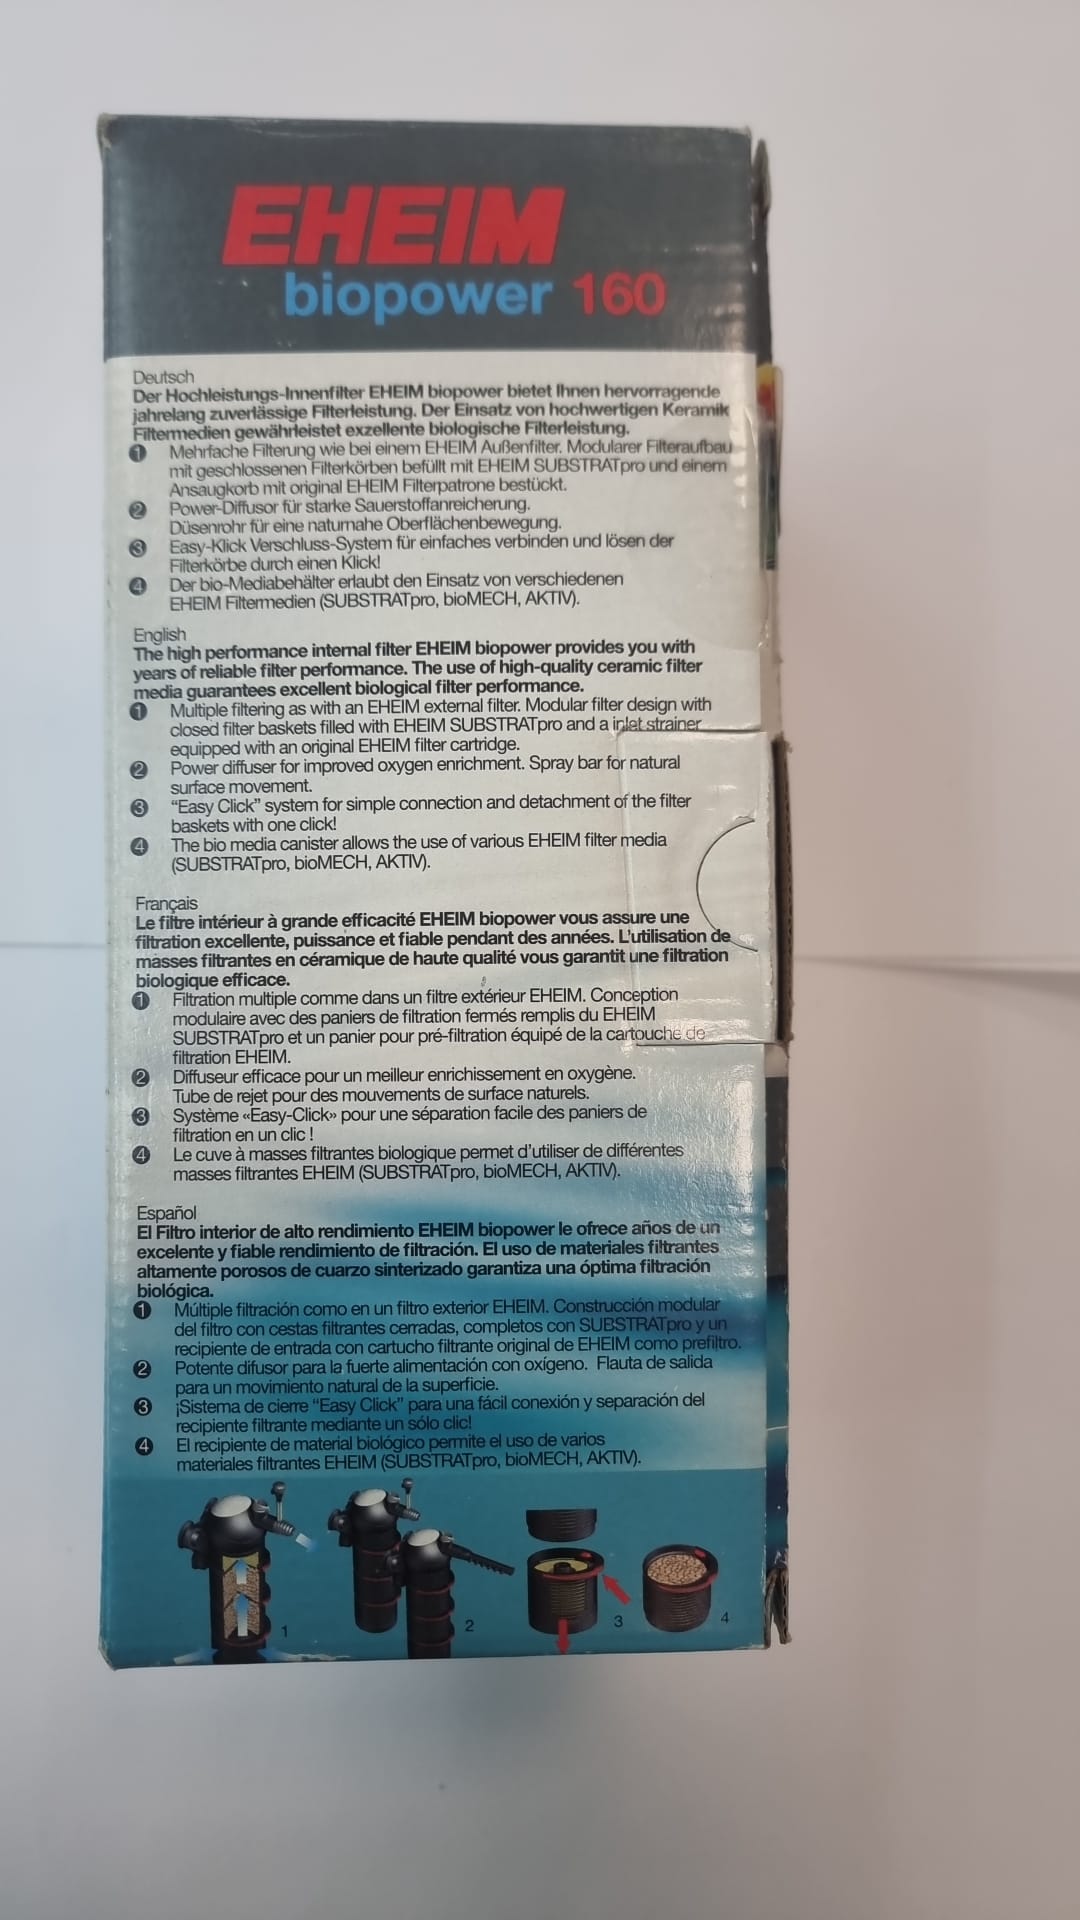 EHEIM
biopower 160
Deutsch
Der Hochleistungs-Innenfilter EHEIM biopower bietet Ihnen hervorragende
jahrelang zuverlässige Filterleistung. Der Einsatz von hochwertigen Keramik
Filtermedien gewährleistet exzellente biologische Filterleistung.
1 Mehrfache Filterung wie bei einem EHEIM Außenfilter. Modularer Filteraufbau
mit geschlossenen Filterkörben befüllt mit EHEIM SUBSTRATpro und einem
Ansaugkorb mit original EHEIM Filterpatrone bestückt.
2 Power-Diffusor für starke Sauerstoffanreicherung.
Düsenrohr für eine naturnahe Oberflächenbewegung.
3 Easy-Klick Verschluss-System für einfaches verbinden und lösen der
Filterkörbe durch einen Klick!
4 Der bio-Mediabehälter erlaubt den Einsatz von verschiedenen
EHEIM Filtermedien (SUBSTRATpro, bioMECH, AKTIV).
English
The high performance internal filter EHEIM biopower provides you with
years of reliable filter performance. The use of high-quality ceramic filter
media guarantees excellent biological filter performance.
1 Multiple filtering as with an EHEIM external filter. Modular filter design with
closed filter baskets filled with EHEIM SUBSTRATpro and a inlet strainer
equipped with an original EHEIM filter cartridge.
2 Power diffuser for improved oxygen enrichment. Spray bar for natural
surface movement.
3 “Easy Click” system for simple connection and detachment of the filter
baskets with one click!
4 The bio media canister allows the use of various EHEIM filter media
(SUBSTRATpro, bioMECH, AKTIV).
Français
Le filtre intérieur à grande efficacité EHEIM biopower vous assure une
filtration excellente, puissance et fiable pendant des années. L'utilisation de
masses filtrantes en céramique de haute qualité vous garantit une filtration
biologique efficace.
1 Filtration multiple comme dans un filtre extérieur EHEIM. Conception
modulaire avec des paniers de filtration fermés remplis du EHEIM
SUBSTRATpro et un panier pour pré-filtration équipé de la cartouche de
filtration EHEIM.
2 Diffuseur efficace pour un meilleur enrichissement en oxygène.
Tube de rejet pour des mouvements de surface naturels.
3 Système «Easy-Click» pour une séparation facile des paniers de
filtration en un clic !
4 Le cuve à masses filtrantes biologique permet d'utiliser de différentes
masses filtrantes EHEIM (SUBSTRATpro, bioMECH, AKTIV).
Español
El Filtro interior de alto rendimiento EHEIM biopower le ofrece años de un
excelente y fiable rendimiento de filtración. El uso de materiales filtrantes
altamente porosos de cuarzo sinterizado garantiza una óptima filtración
biológica.
1 Múltiple filtración como en un filtro exterior EHEIM. Construcción modular
del filtro con cestas filtrantes cerradas, completos con SUBSTRATpro y un
recipiente de entrada con cartucho filtrante original de EHEIM como prefiltro.
2 Potente difusor para la fuerte alimentación con oxígeno. Flauta de salida
para un movimiento natural de la superficie.
3 ¡Sistema de cierre “Easy Click” para una fácil conexión y separación del
recipiente filtrante mediante un sólo clic!
4 El recipiente de material biológico permite el uso de varios
materiales filtrantes EHEIM (SUBSTRATpro, bioMECH, AKTIV).
1 2 3 4